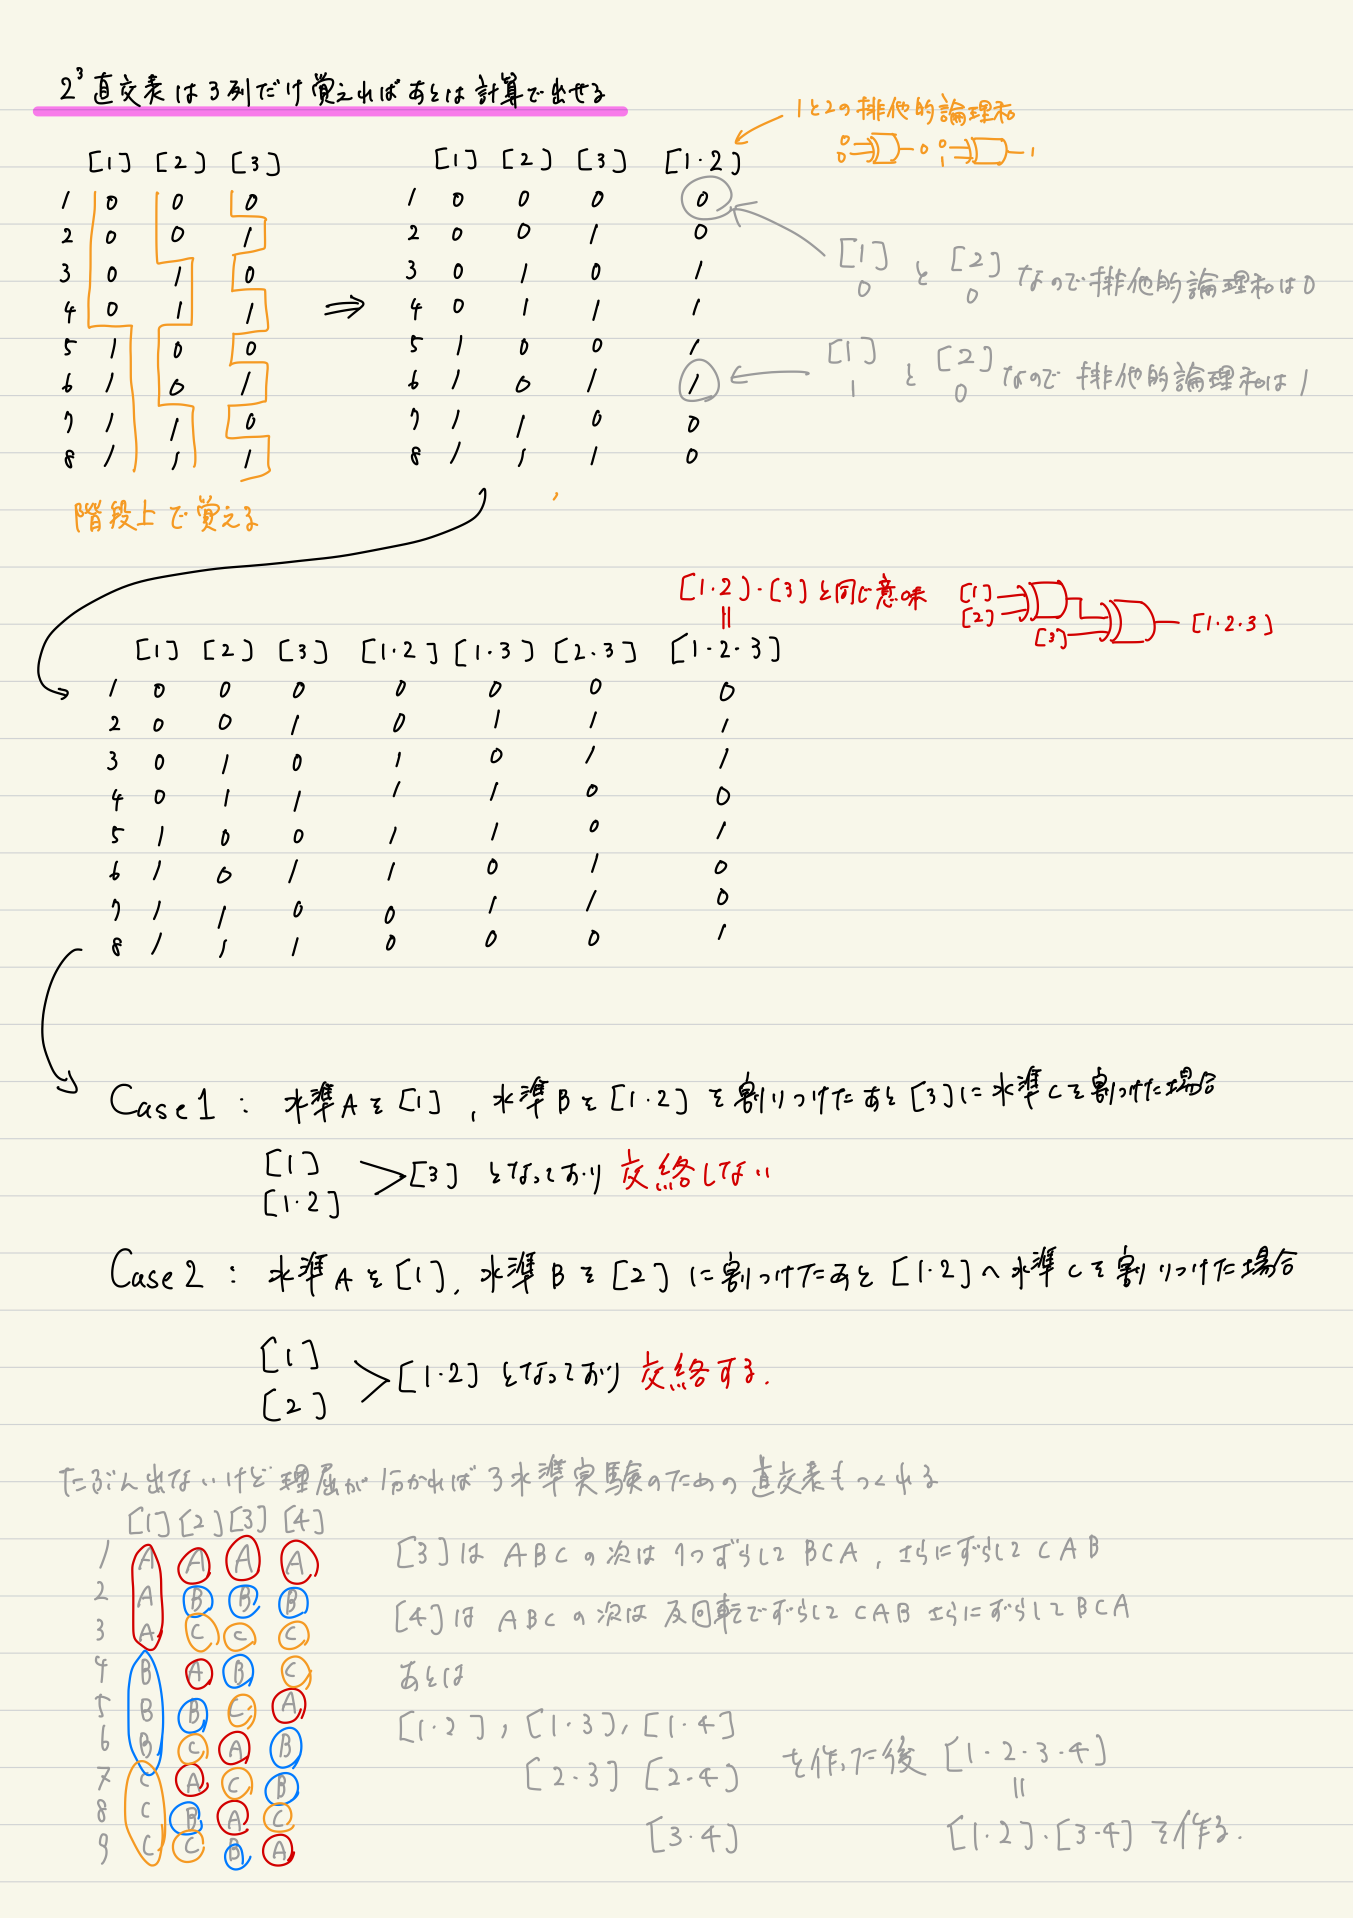 2³直交表は3列だけ覚えればあとは計算で出せる
1と2の排他的論理和
0 0 0 0 1 1
[1] [2] [3]
1 0 0 0
2 0 0 1
3 0 1 0
4 0 1 1
5 1 0 0
6 1 0 1
7 1 1 0
8 1 1 1
階段上で覚える
⇒
[1] [2] [3] [1·2]
1 0 0 0 0
2 0 0 1 0
3 0 1 0 1
4 0 1 1 1
5 1 0 0 1
6 1 0 1 1
7 1 1 0 0
8 1 1 1 0
[1] と [2] なので排他的論理和は0
0 0
[1] と [2] なので排他的論理和は1
1 0
[1·2]·[3]と同じ意味
=
[1]
[2]
[3]
[1·2·3]
[1] [2] [3] [1·2] [1·3] [2·3] [1·2·3]
1 0 0 0 0 0 0 0
2 0 0 1 0 1 1 1
3 0 1 0 1 0 1 1
4 0 1 1 1 1 0 0
5 1 0 0 1 1 0 1
6 1 0 1 1 0 1 0
7 1 1 0 0 1 1 0
8 1 1 1 0 0 0 1
Case1 : 水準Aを[1], 水準Bを[1·2]を割りつけたあと[3]に水準Cを割つけた場合
[1]
[1·2]
>[3] となっており 交絡しない
Case2 : 水準Aを[1], 水準Bを[2]に割つけたあと[1·2]へ水準Cを割りつけた場合
[1]
[2]
>[1·2] となっており 交絡する.
たぶん出ないけど理屈が分かれば3水準実験のための直交表もつくれる
[1] [2] [3] [4]
1 A A A A
2 A B B B
3 A C C C
4 B A B C
5 B B C A
6 B C A B
7 C A C B
8 C B A C
9 C C B A
[3]は ABCの次は1つずらして BCA, さらにずらして CAB
[4]は ABCの次は 反回転でずらして CAB さらにずらして BCA
あとは
[1·2], [1·3], [1·4]
[2·3] [2·4]
[3·4]
を作った後 [1·2·3·4]
=
[1·2]·[3·4]を作る.